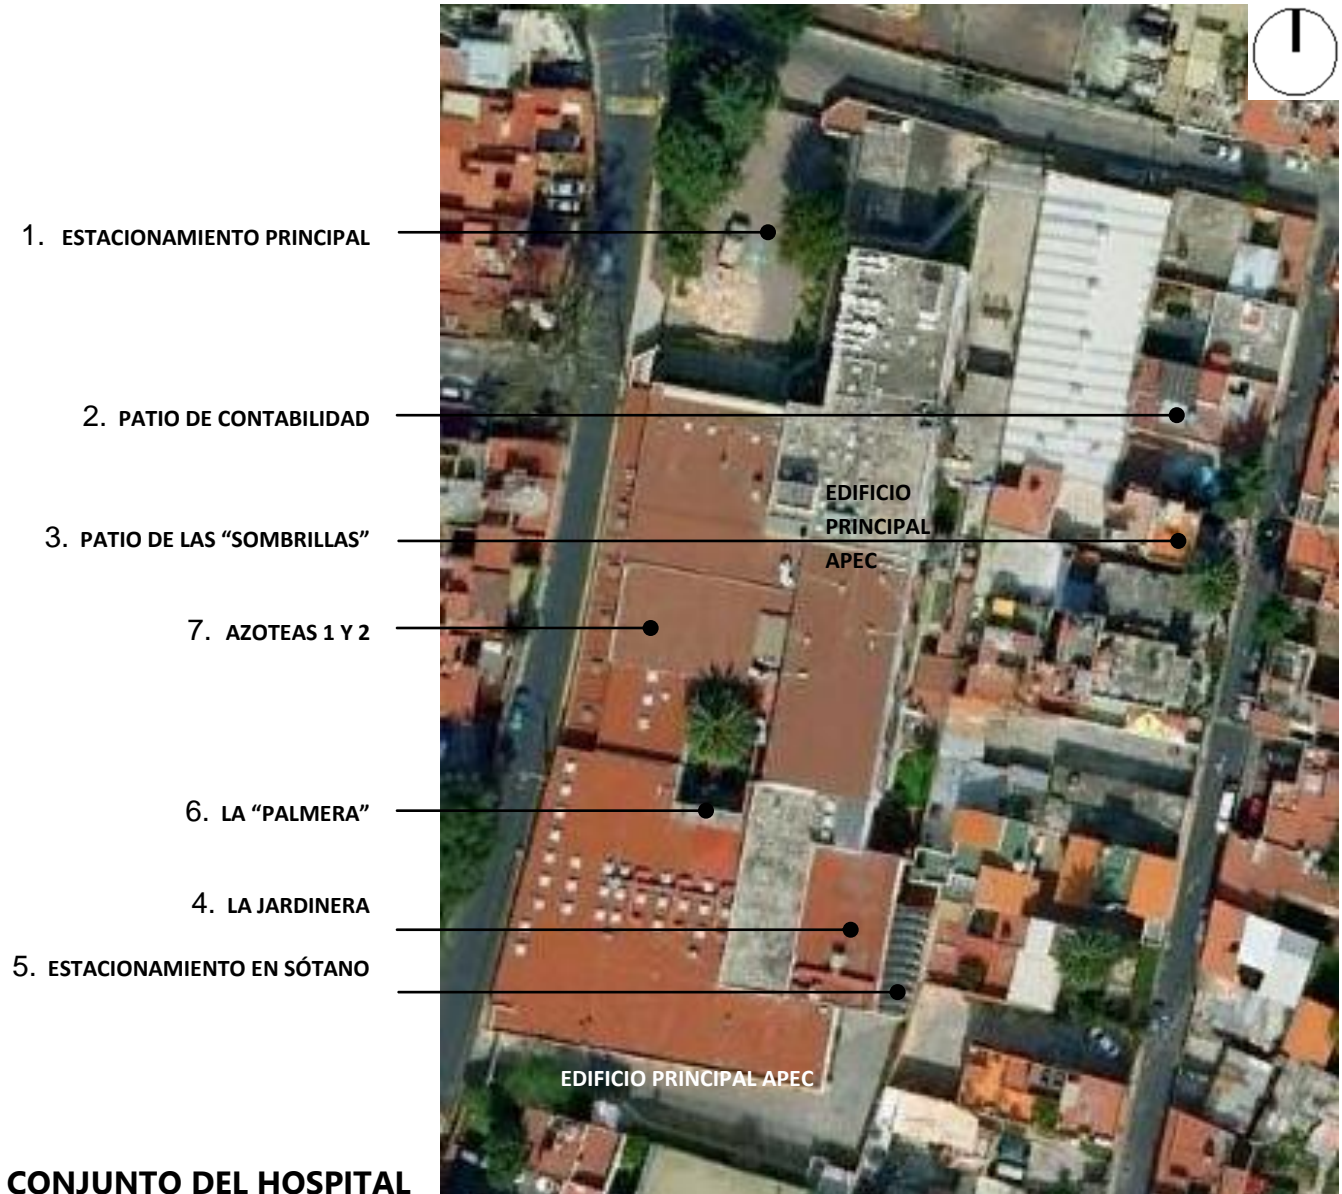 1. ESTACIONAMIENTO PRINCIPAL
2. PATIO DE CONTABILIDAD
EDIFICIO
PRINCIPAL
APEC
3. PATIO DE LAS “SOMBRILLAS”
7. AZOTEAS 1 Y 2
6. LA “PALMERA”
4. LA JARDINERA
5. ESTACIONAMIENTO EN SÓTANO
EDIFICIO PRINCIPAL APEC
CONJUNTO DEL HOSPITAL